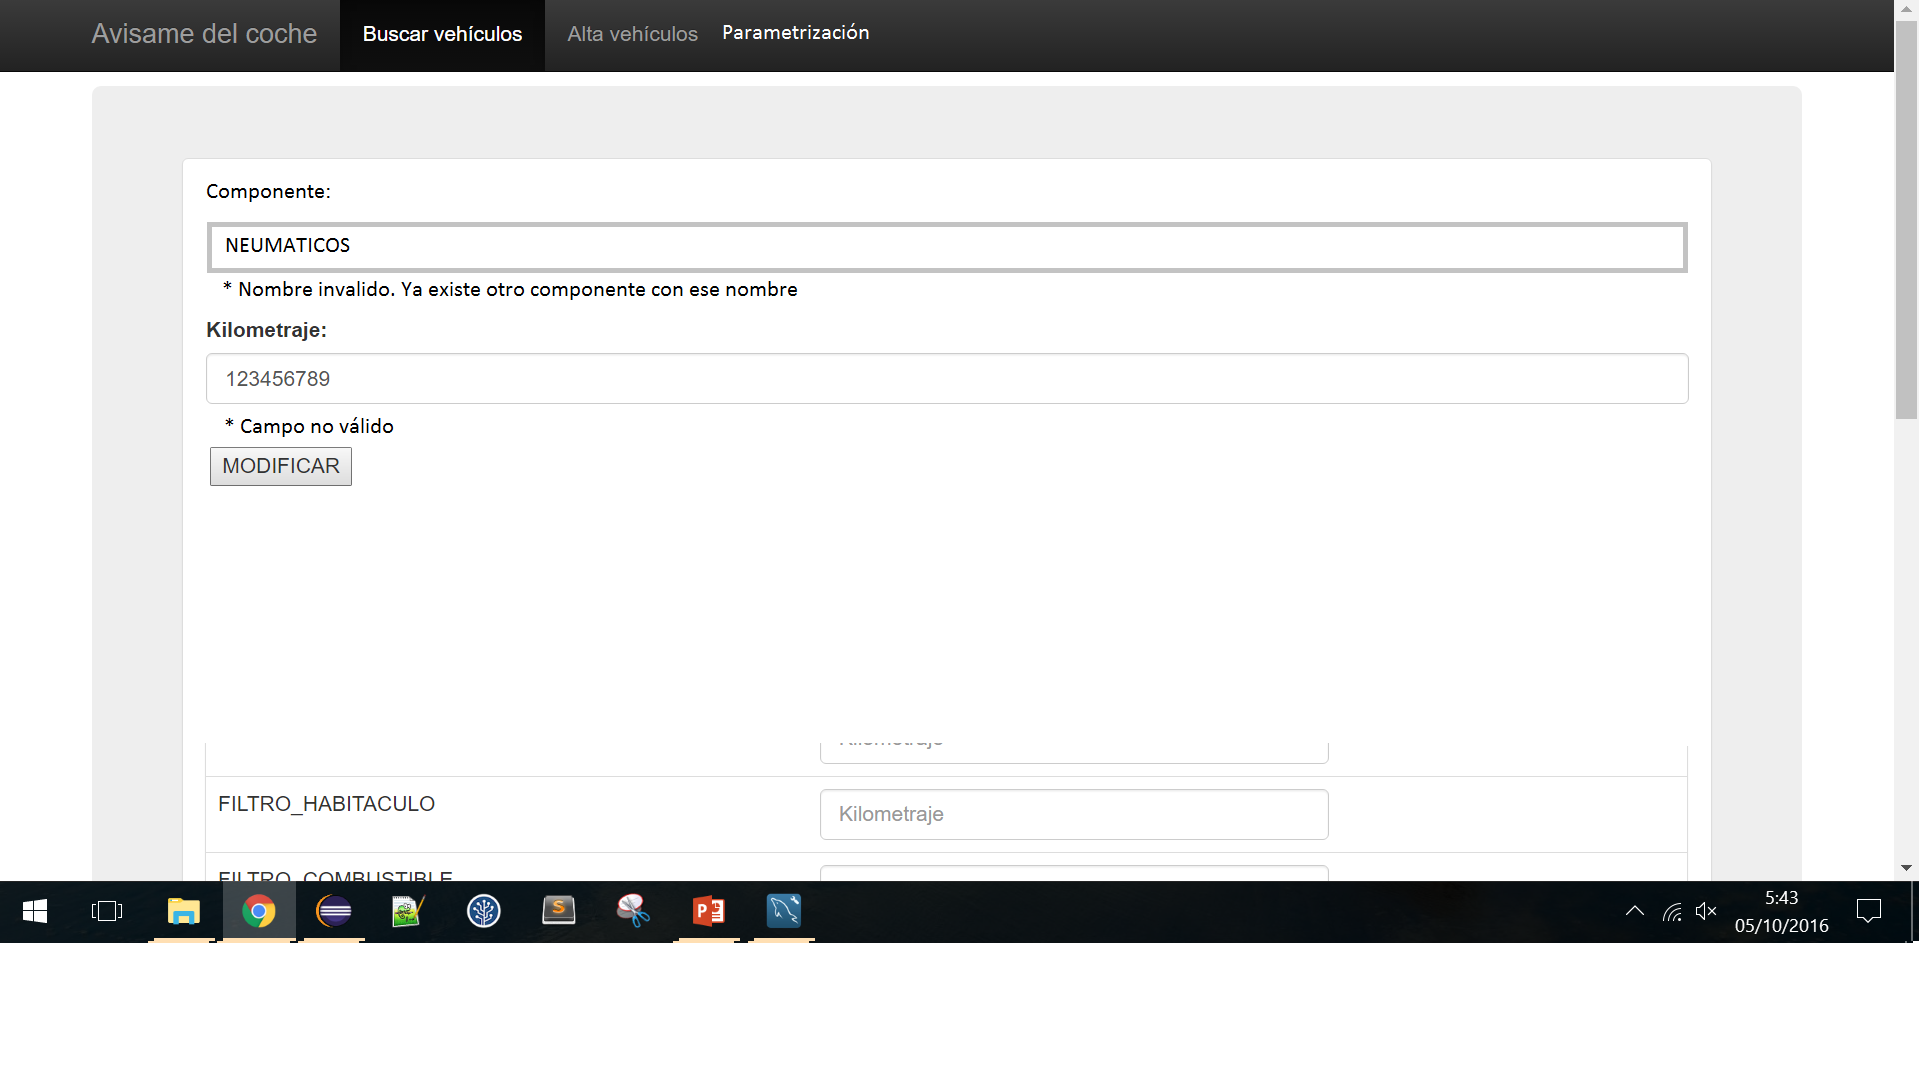 Avisame del coche Buscar vehículos Alta vehículos Parametrización
Componente:
NEUMATICOS
* Nombre invalido. Ya existe otro componente con ese nombre
Kilometraje:
123456789
* Campo no válido
MODIFICAR
FILTRO_HABITACULO Kilometraje
FILTRO_COMBUSTIBLE
5:43
05/10/2016